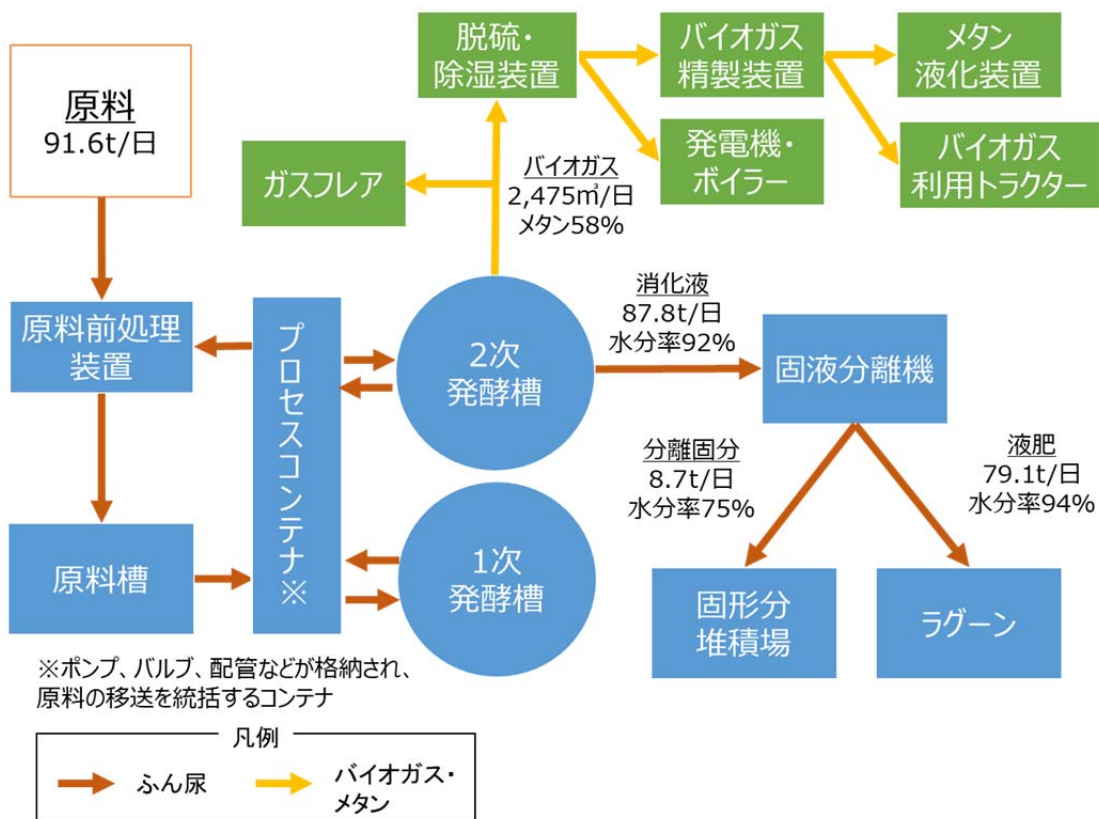 原料
91.6t/日
脱硫・
除湿装置
バイオガス
精製装置
メタン
液化装置
ガスフレア
バイオガス
2,475㎥/日
メタン58%
発電機・
ボイラー
バイオガス
利用トラクター
原料前処理
装置
プロセスコンテナ※
2次
発酵槽
消化液
87.8t/日
水分率92%
固液分離機
分離固分
8.7t/日
水分率75%
液肥
79.1t/日
水分率94%
原料槽
1次
発酵槽
固形分
堆積場
ラグーン
※ポンプ、バルブ、配管などが格納され、
原料の移送を統括するコンテナ
凡例
ふん尿
バイオガス・
メタン